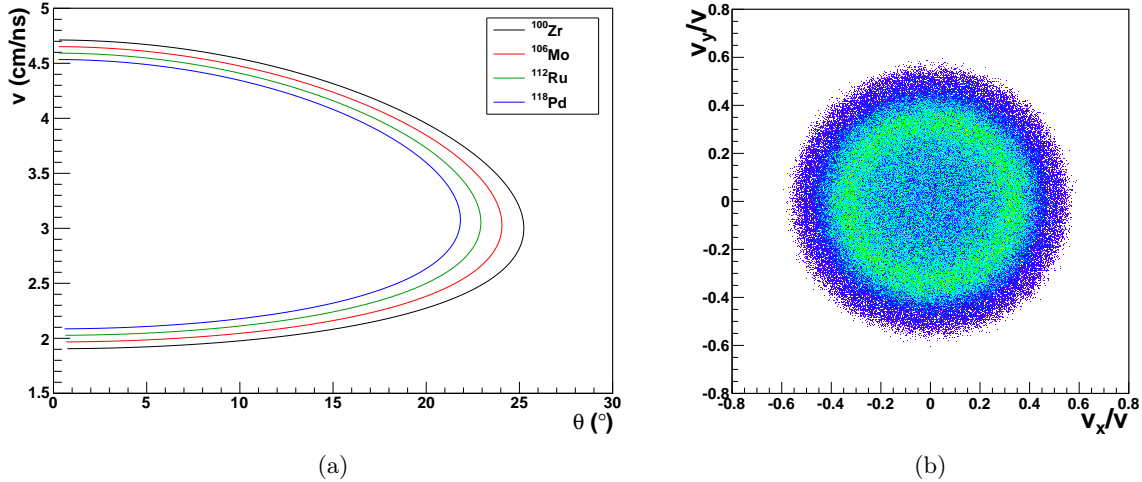 v (cm/ns)
5
4.5
4
3.5
3
2.5
2
1.5
0 5 10 15 20 25 30
θ (°)
¹⁰⁰Zr
¹⁰⁶Mo
¹¹²Ru
¹¹⁸Pd
(a)
v_y/v
0.8
0.6
0.4
0.2
0
-0.2
-0.4
-0.6
-0.8
-0.8 -0.6 -0.4 -0.2 0 0.2 0.4 0.6 0.8
v_x/v
(b)